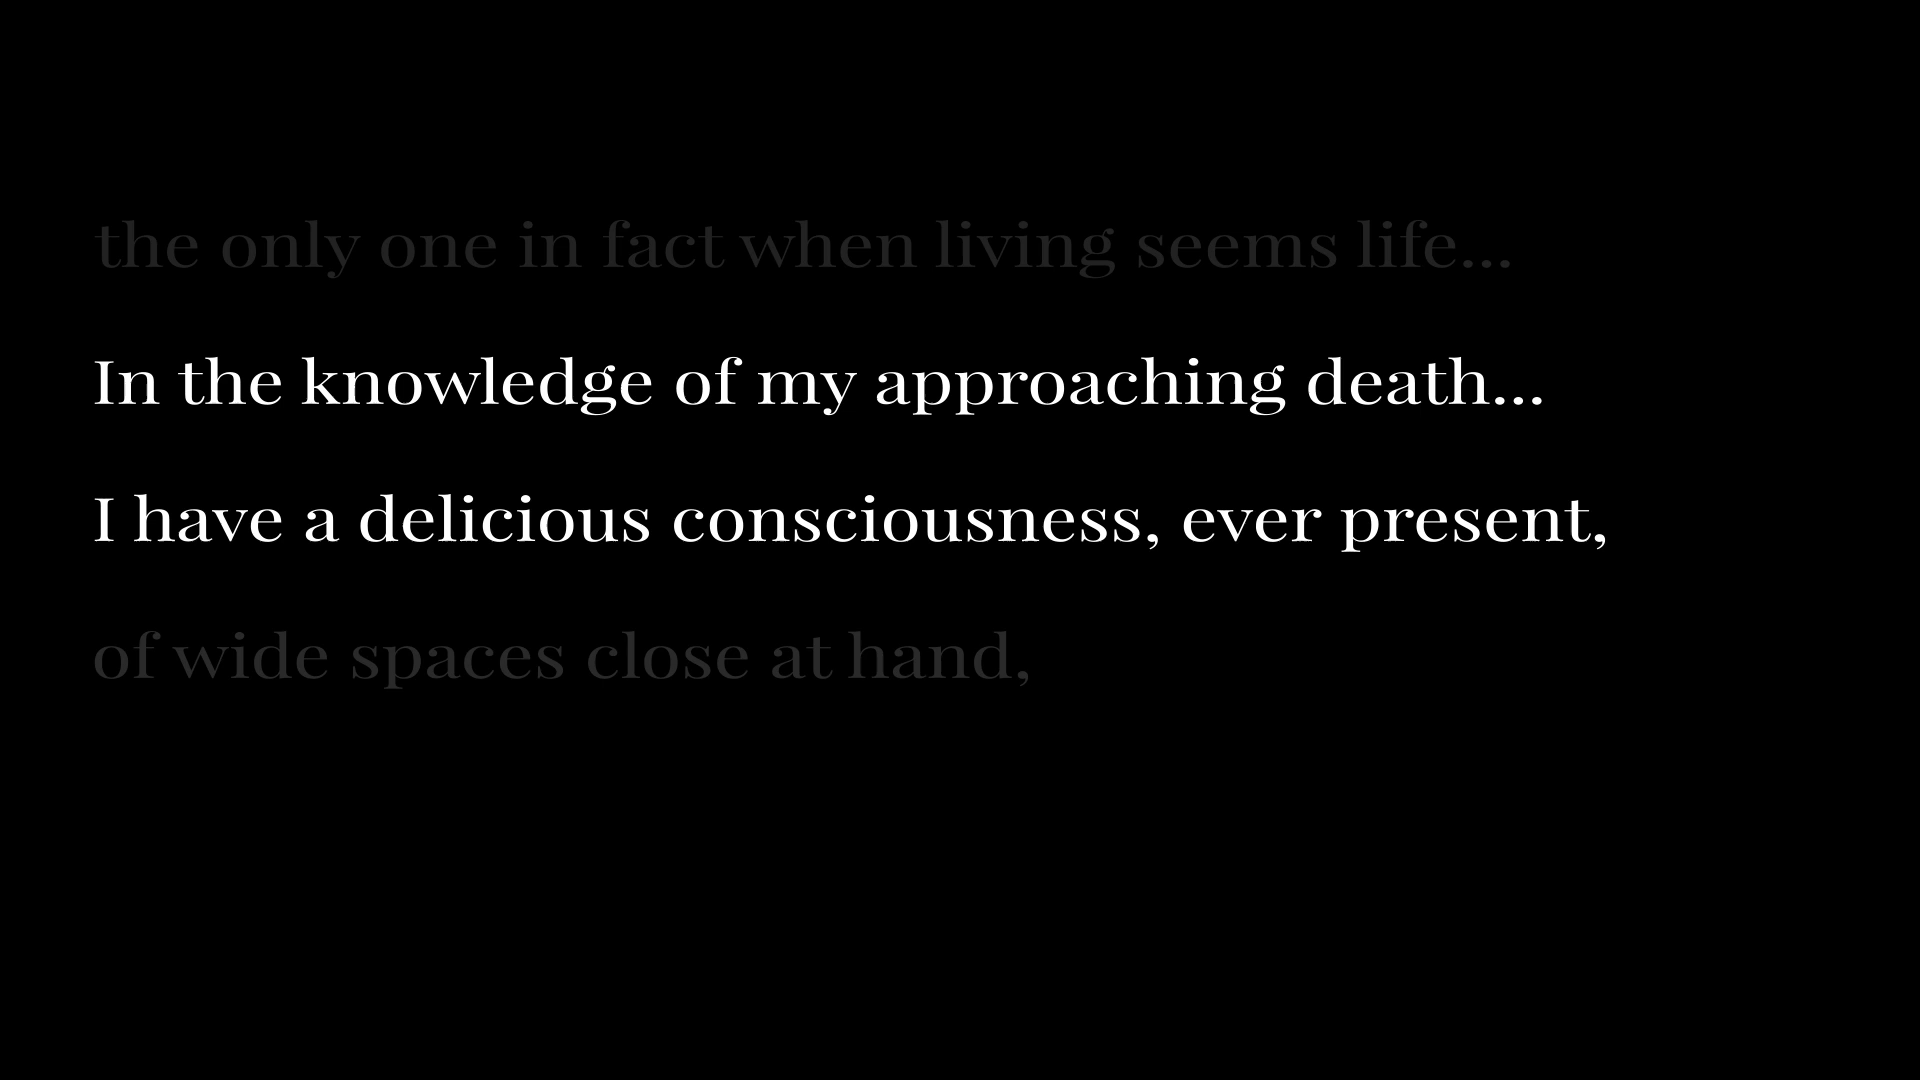 the only one in fact when living seems life...
In the knowledge of my approaching death...
I have a delicious consciousness, ever present,
of wide spaces close at hand,